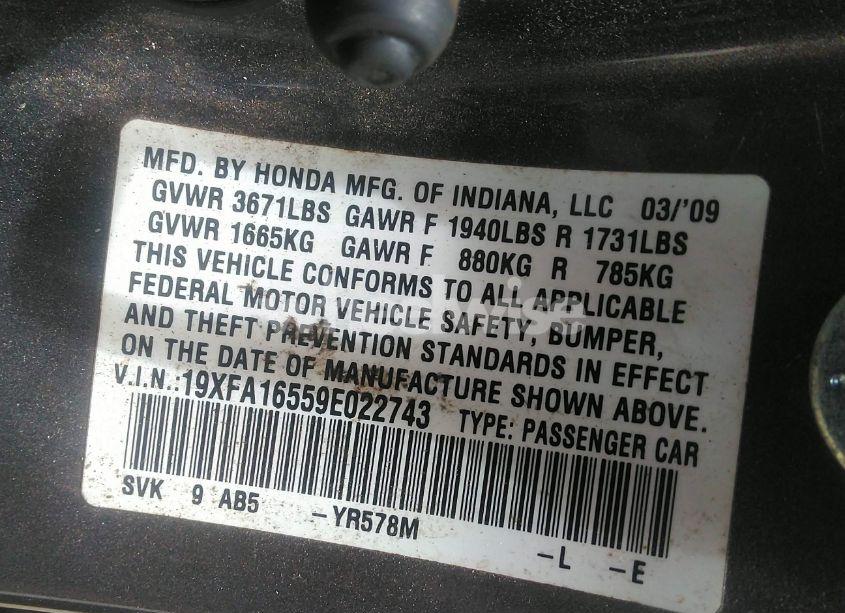 MFD. BY HONDA MFG. OF INDIANA, LLC 03/'09
GVWR 3671LBS GAWR F 1940LBS R 1731LBS
GVWR 1665KG GAWR F 880KG R 785KG
THIS VEHICLE CONFORMS TO ALL APPLICABLE
FEDERAL MOTOR VEHICLE SAFETY, BUMPER,
AND THEFT PREVENTION STANDARDS IN EFFECT
ON THE DATE OF MANUFACTURE SHOWN ABOVE.
V.I.N.:19XFA16559E022743 TYPE: PASSENGER CAR
SVK 9 AB5 -YR578M -L -E